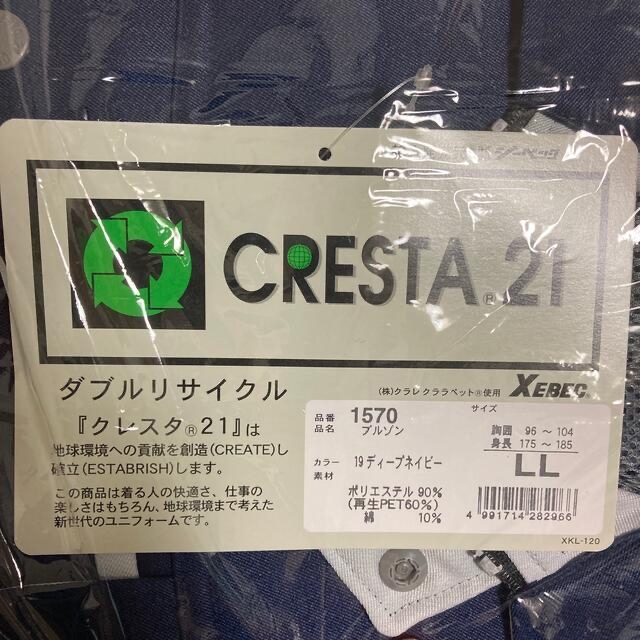 CRESTA®21
ダブルリサイクル
『クレスタ®21』は
地球環境への貢献を創造(CREATE)し
確立(ESTABRISH)します。
この商品は着る人の快適さ、仕事の
楽しさはもちろん、地球環境まで考えた
新世代のユニフォームです。
(株)クラレ クララペット®使用 XEBEC
品番 1570
品名 ブルゾン
カラー 19 ディープネイビー
素材
ポリエステル 90%
(再生PET60%)
綿 10%
サイズ
胸囲 96 ～ 104
身長 175 ～ 185
LL
4 991714 282966
XKL-120